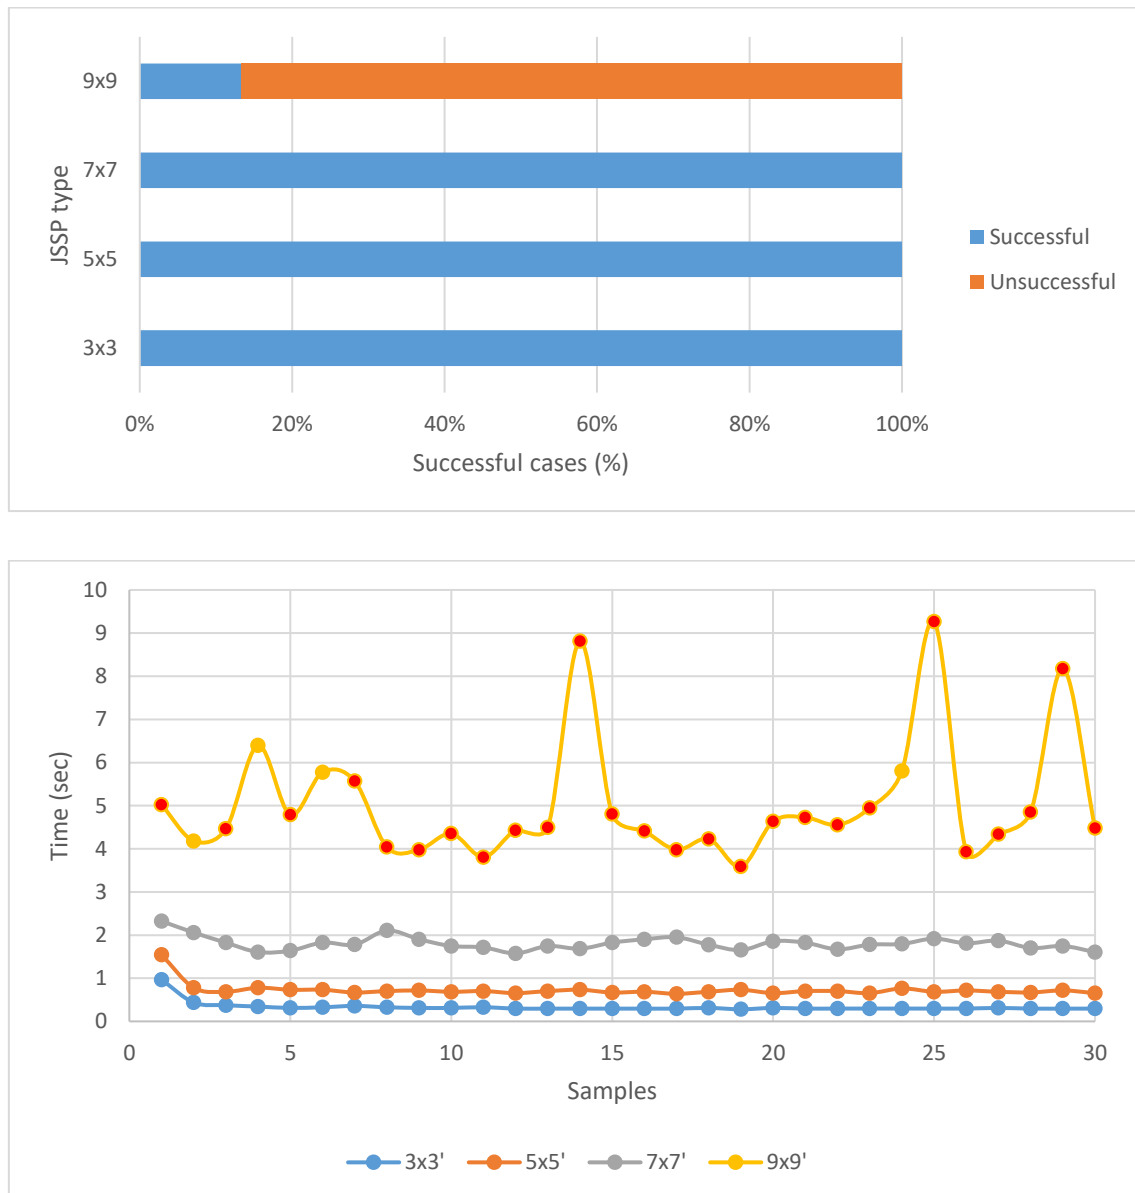 9x9
7x7
5x5
3x3
JSSP type
0% 20% 40% 60% 80% 100%
Successful cases (%)
Successful
Unsuccessful
10
9
8
7
6
5
4
3
2
1
0
Time (sec)
0 5 10 15 20 25 30
Samples
3x3' 5x5' 7x7' 9x9'